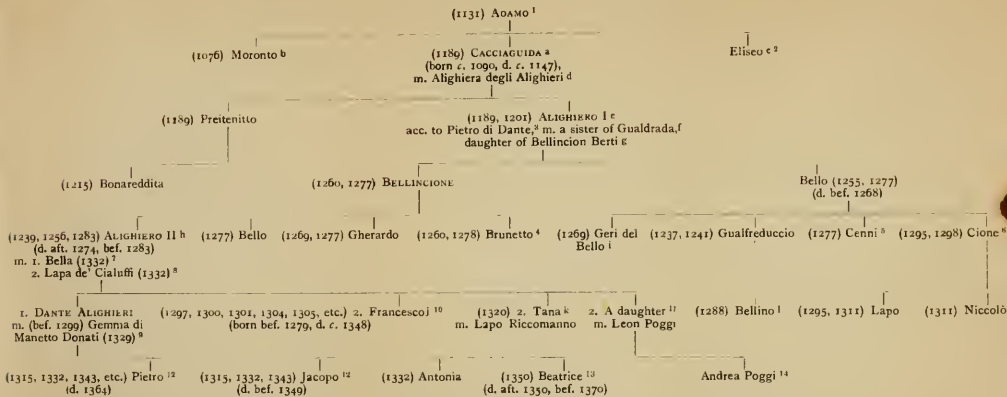 (1131) ADAMO 1
(1076) Moronto b
(1189) CACCIAGUIDA a
(born c. 1090, d. c. 1147),
m. Alighiera degli Alighieri d
Eliseo c 2
(1189) Preitenitto
(1189, 1201) ALIGHIERO I e
acc. to Pietro di Dante,3 m. a sister of Gualdrada,f
daughter of Bellincion Berti g
(1215) Bonareddita
(1260, 1277) BELLINCIONE
Bello (1255, 1277)
(d. bef. 1268)
(1239, 1256, 1283) ALIGHIERO II h
(d. aft. 1274, bef. 1283)
m. 1. Bella (1332) 7
2. Lapa de' Cialuffi (1332) 8
(1277) Bello
(1269, 1277) Gherardo
(1260, 1278) Brunetto 4
(1269) Geri del
Bello i
(1237, 1241) Gualfreduccio
(1277) Cenni 5
(1295, 1298) Cione 6
1. DANTE ALIGHIERI
m. (bef. 1299) Gemma di
Manetto Donati (1329) 9
(1297, 1300, 1301, 1304, 1305, etc.) 2. Francesco j 10
(born bef. 1279, d. c. 1348)
(1320) 2. Tana k
m. Lapo Riccomanno
2. A daughter 11
m. Leon Poggi
(1288) Bellino l
(1295, 1311) Lapo
(1311) Niccolò
(1315, 1332, 1343, etc.) Pietro 12
(d. 1364)
(1315, 1332, 1343) Jacopo 12
(d. bef. 1349)
(1332) Antonia
(1350) Beatrice 13
(d. aft. 1350, bef. 1370)
Andrea Poggi 14